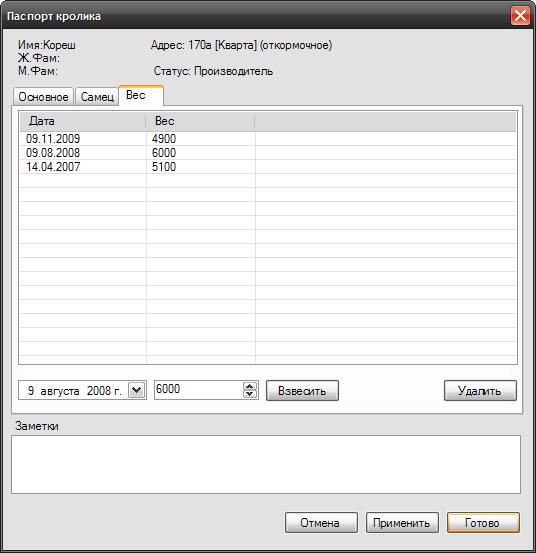 Паспорт кролика
Имя:Кореш Адрес: 170а [Кварта] (откормочное)
Ж.Фам:
М.Фам: Статус: Производитель
Основное Самец Вес
Дата Вес
09.11.2009 4900
09.08.2008 6000
14.04.2007 5100
9 августа 2008 г. 6000 Взвесить Удалить
Заметки
Отмена Применить Готово